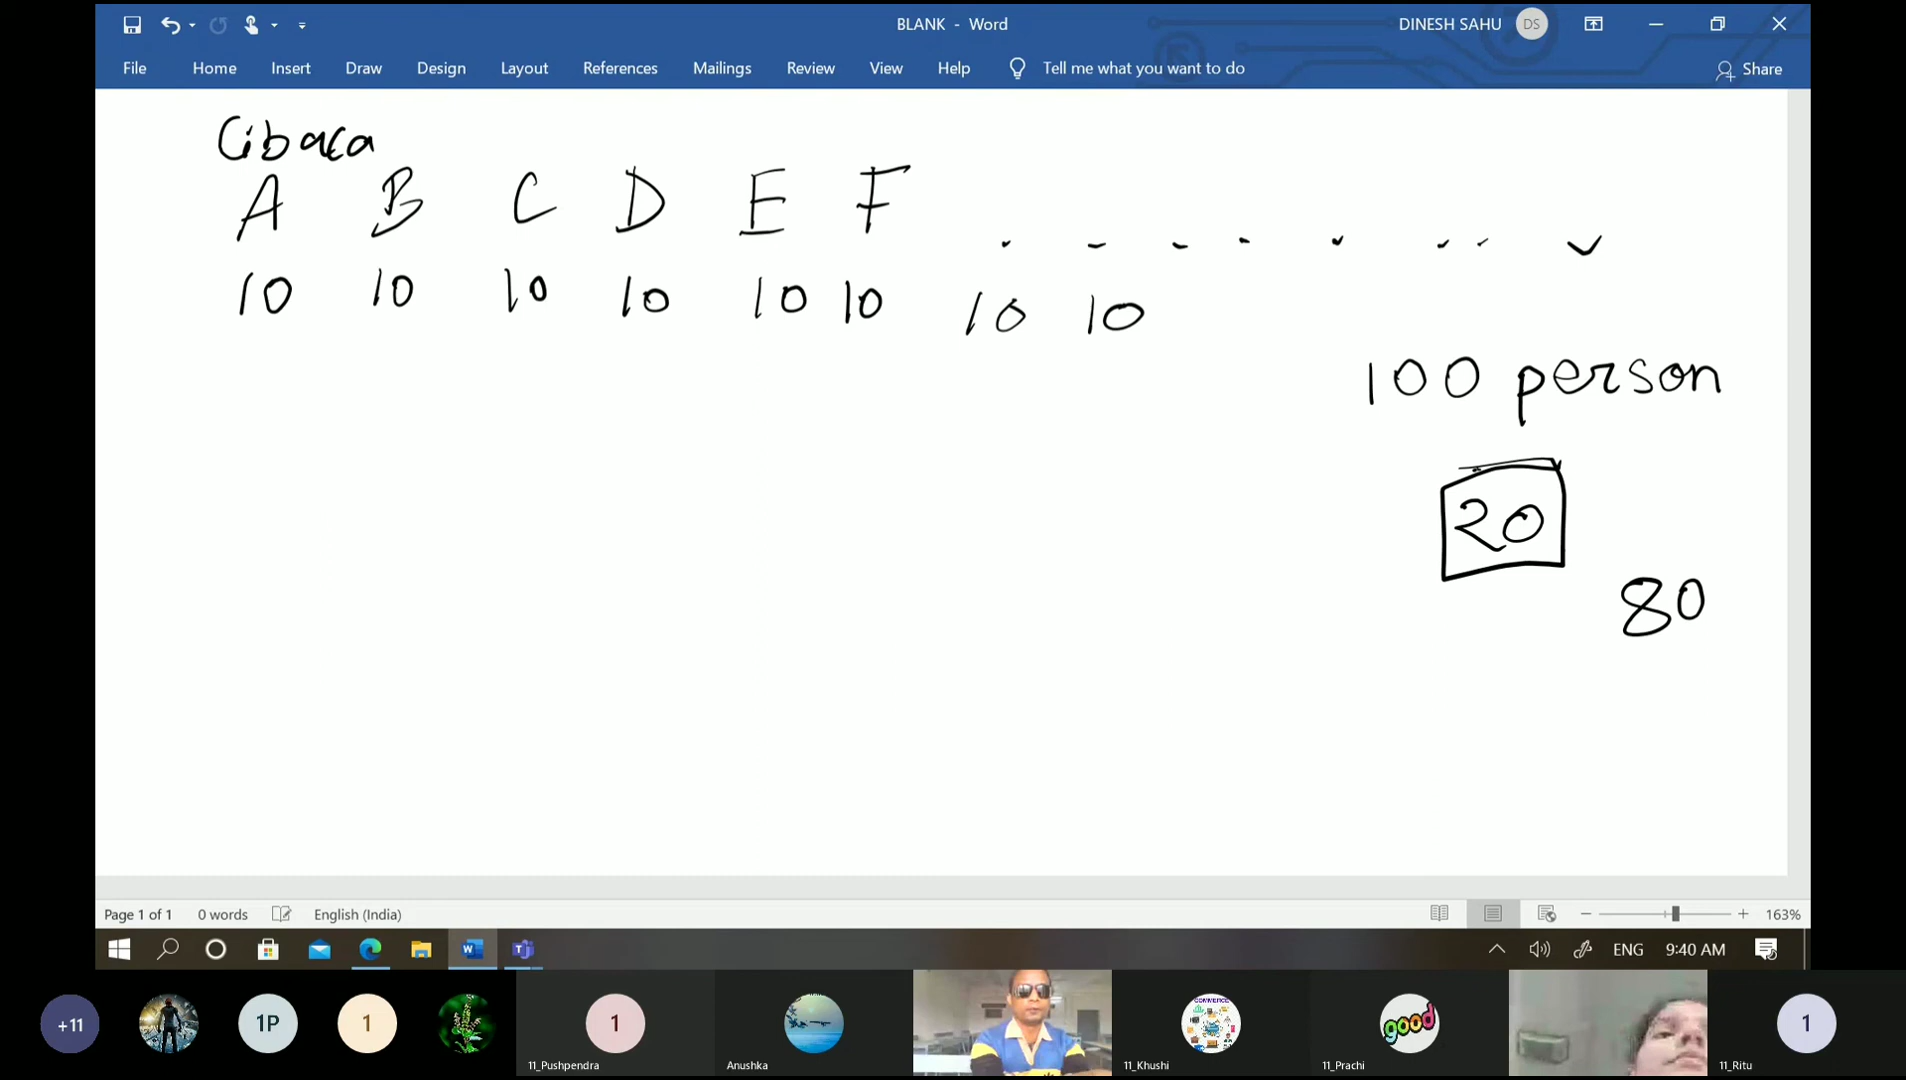 BLANK - Word
DINESH SAHU DS
File Home Insert Draw Design Layout References Mailings Review View Help Tell me what you want to do Share
Cibaca
A B C D E F
10 10 10 10 10 10 10 10
100 person
20
80
Page 1 of 1 0 words English (India) 163%
W T ENG 9:40 AM
+11 1P 1 1 COMMERCE good 1
11_Pushpendra Anushka 11_Khushi 11_Prachi 11_Ritu